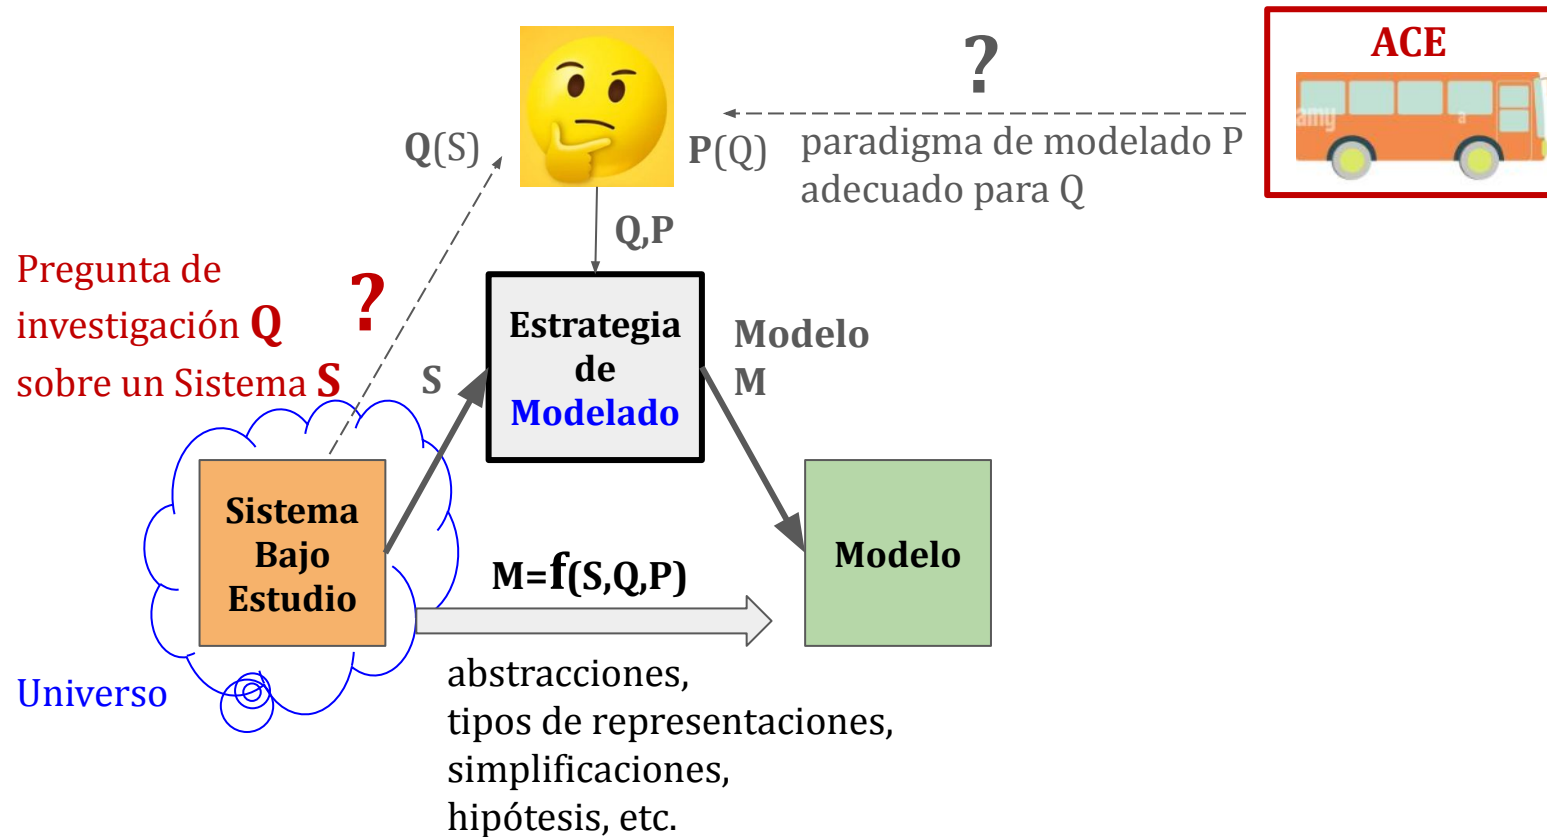 ACE
?
Q(S)
P(Q)
paradigma de modelado P
adecuado para Q
amy
a
Q,P
Pregunta de
investigación Q
sobre un Sistema S
?
S
Estrategia
de
Modelado
Modelo
M
Sistema
Bajo
Estudio
M=f(S,Q,P)
Modelo
Universo
abstracciones,
tipos de representaciones,
simplificaciones,
hipótesis, etc.